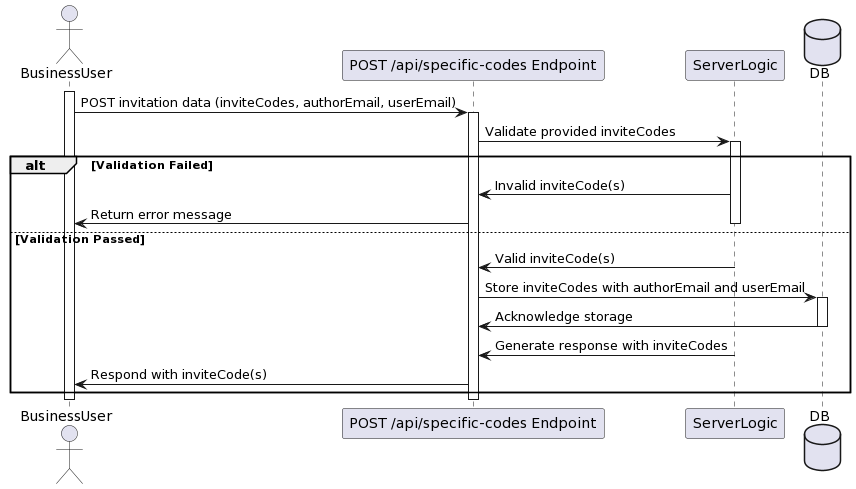 BusinessUser
POST /api/specific-codes Endpoint
ServerLogic
DB
POST invitation data (inviteCodes, authorEmail, userEmail)
Validate provided inviteCodes
alt [Validation Failed]
Invalid inviteCode(s)
Return error message
[Validation Passed]
Valid inviteCode(s)
Store inviteCodes with authorEmail and userEmail
Acknowledge storage
Generate response with inviteCodes
Respond with inviteCode(s)
BusinessUser
POST /api/specific-codes Endpoint
ServerLogic
DB